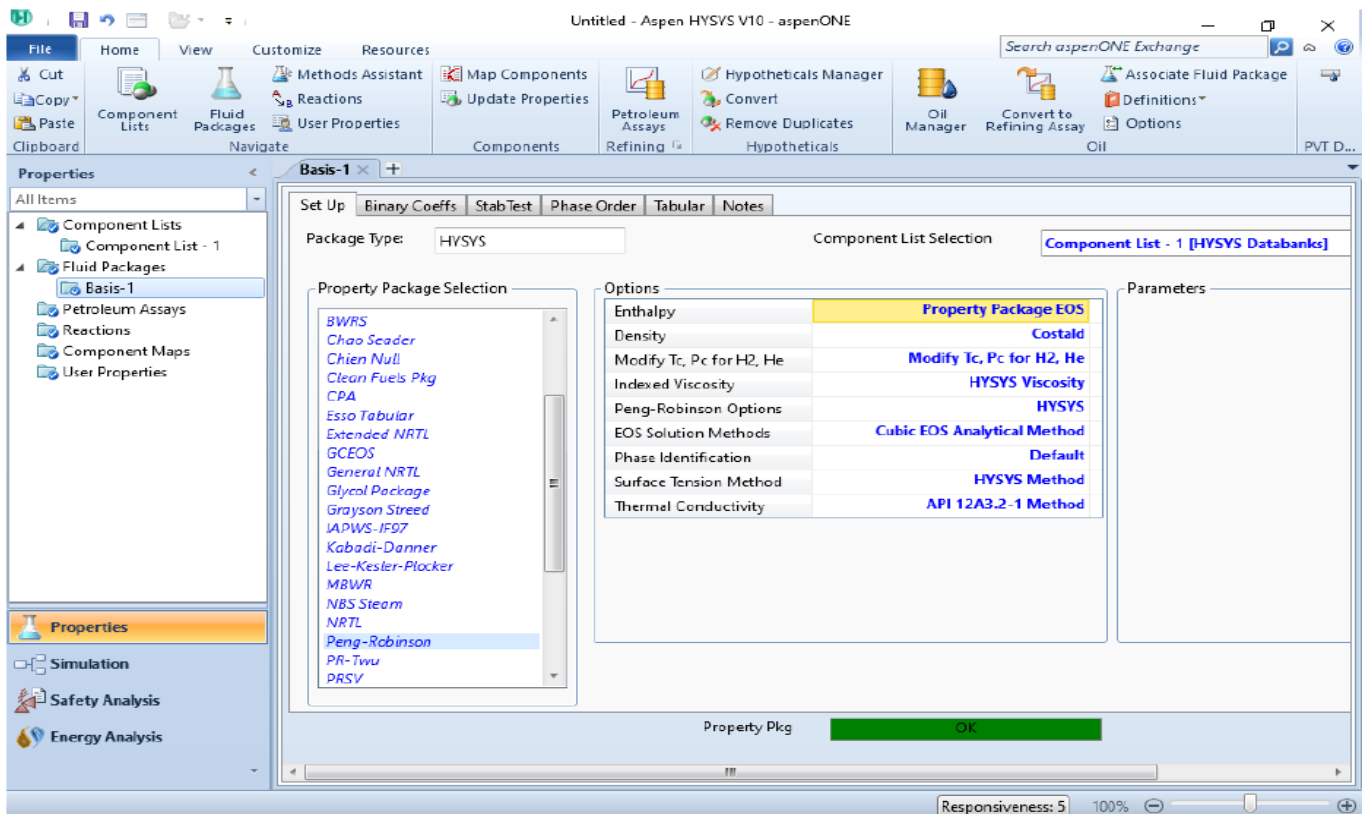 Untitled - Aspen HYSYS V10 - aspenONE
File Home View Customize Resources Search aspenONE Exchange
Cut
Copy
Paste
Clipboard
Component Lists
Fluid Packages
Methods Assistant
Reactions
User Properties
Navigate
Map Components
Update Properties
Components
Petroleum Assays
Refining
Hypotheticals Manager
Convert
Remove Duplicates
Hypotheticals
Oil Manager
Convert to Refining Assay
Associate Fluid Package
Definitions
Options
Oil
PVT D...
Properties <
All Items
Component Lists
Component List - 1
Fluid Packages
Basis-1
Petroleum Assays
Reactions
Component Maps
User Properties
Properties
Simulation
Safety Analysis
Energy Analysis
Basis-1
Set Up Binary Coeffs StabTest Phase Order Tabular Notes
Package Type: HYSYS Component List Selection Component List - 1 [HYSYS Databanks]
Property Package Selection
BWRS
Chao Seader
Chien Null
Clean Fuels Pkg
CPA
Esso Tabular
Extended NRTL
GCEOS
General NRTL
Glycol Package
Grayson Streed
IAPWS-IF97
Kabadi-Danner
Lee-Kesler-Plocker
MBWR
NBS Steam
NRTL
Peng-Robinson
PR-Twu
PRSV
Options
Enthalpy Property Package EOS
Density Costald
Modify Tc, Pc for H2, He Modify Tc, Pc for H2, He
Indexed Viscosity HYSYS Viscosity
Peng-Robinson Options HYSYS
EOS Solution Methods Cubic EOS Analytical Method
Phase Identification Default
Surface Tension Method HYSYS Method
Thermal Conductivity API 12A3.2-1 Method
Parameters
Property Pkg OK
Responsiveness: 5 100%